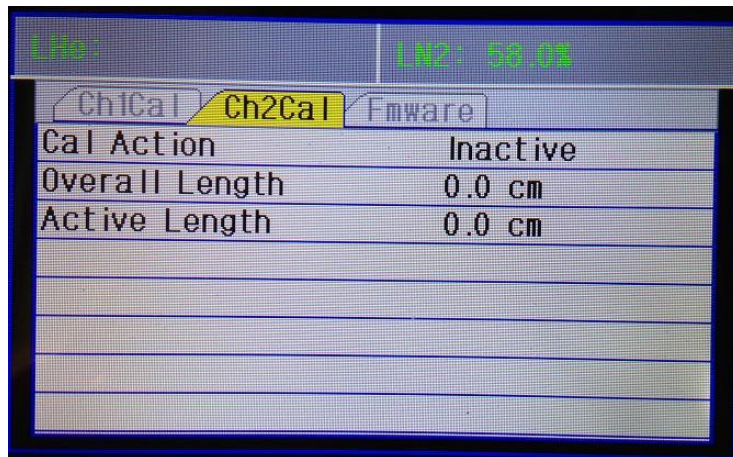 LHe: LN2: 58.0%
Ch1Cal Ch2Cal Fmware
Cal Action Inactive
Overall Length 0.0 cm
Active Length 0.0 cm